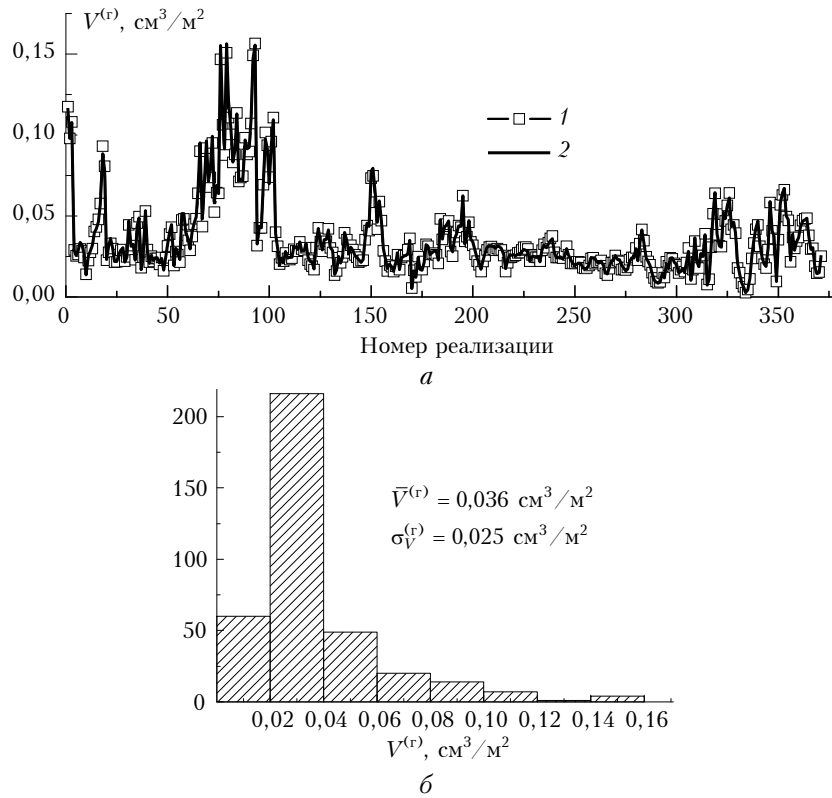 V⁽ᴦ⁾, см³/м²
0,15
0,10
0,05
0,00
1
2
0 50 100 150 200 250 300 350
Номер реализации
а
200
150
100
50
0
V̄⁽ᴦ⁾ = 0,036 см³/м²
σ_V⁽ᴦ⁾ = 0,025 см³/м²
0,02 0,04 0,06 0,08 0,10 0,12 0,14 0,16
V⁽ᴦ⁾, см³/м²
б